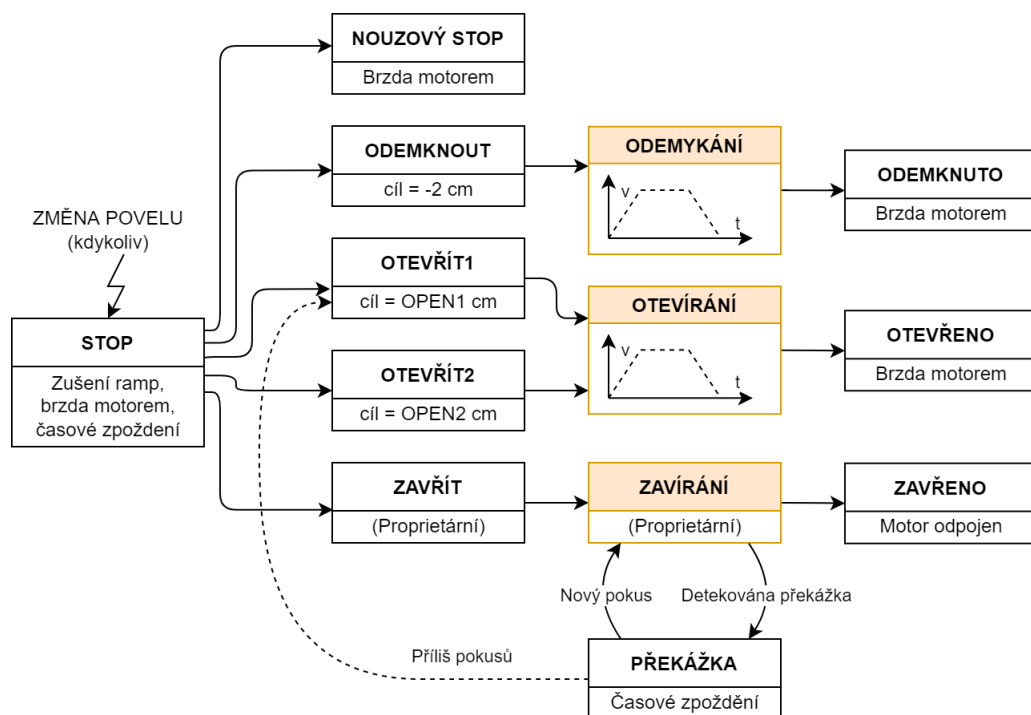 NOUZOVÝ STOP
Brzda motorem
ODEMKNOUT
cíl = -2 cm
ODEMYKÁNÍ
v
t
ODEMKNUTO
Brzda motorem
ZMĚNA POVELU
(kdykoliv)
OTEVŘÍT1
cíl = OPEN1 cm
OTEVÍRÁNÍ
v
t
OTEVŘENO
Brzda motorem
STOP
Zušení ramp,
brzda motorem,
časové zpoždení
OTEVŘÍT2
cíl = OPEN2 cm
ZAVŘÍT
(Proprietární)
ZAVÍRÁNÍ
(Proprietární)
ZAVŘENO
Motor odpojen
Nový pokus
Detekována překážka
Příliš pokusů
PŘEKÁŽKA
Časové zpoždění